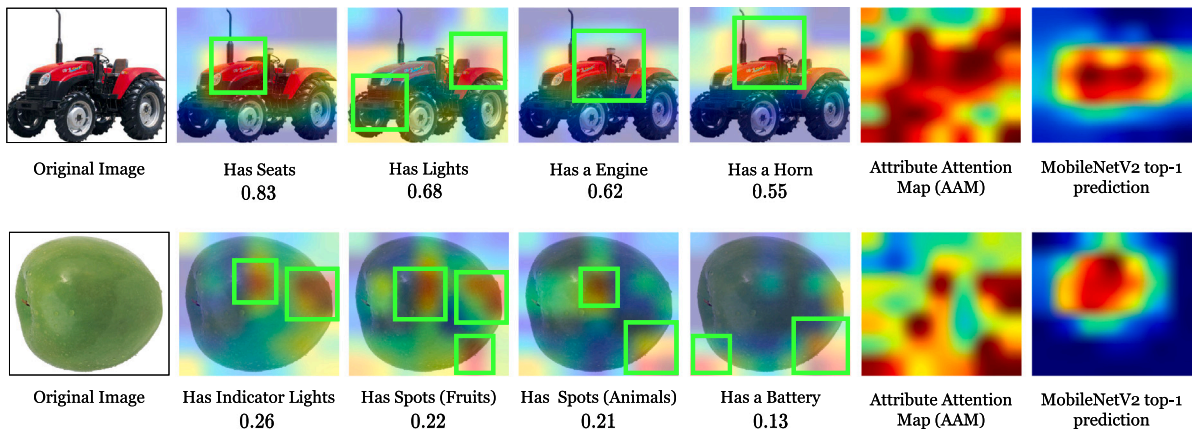 Original Image
Has Seats
0.83
Has Lights
0.68
Has a Engine
0.62
Has a Horn
0.55
Attribute Attention
Map (AAM)
MobileNetV2 top-1
prediction
Original Image
Has Indicator Lights
0.26
Has Spots (Fruits)
0.22
Has Spots (Animals)
0.21
Has a Battery
0.13
Attribute Attention
Map (AAM)
MobileNetV2 top-1
prediction